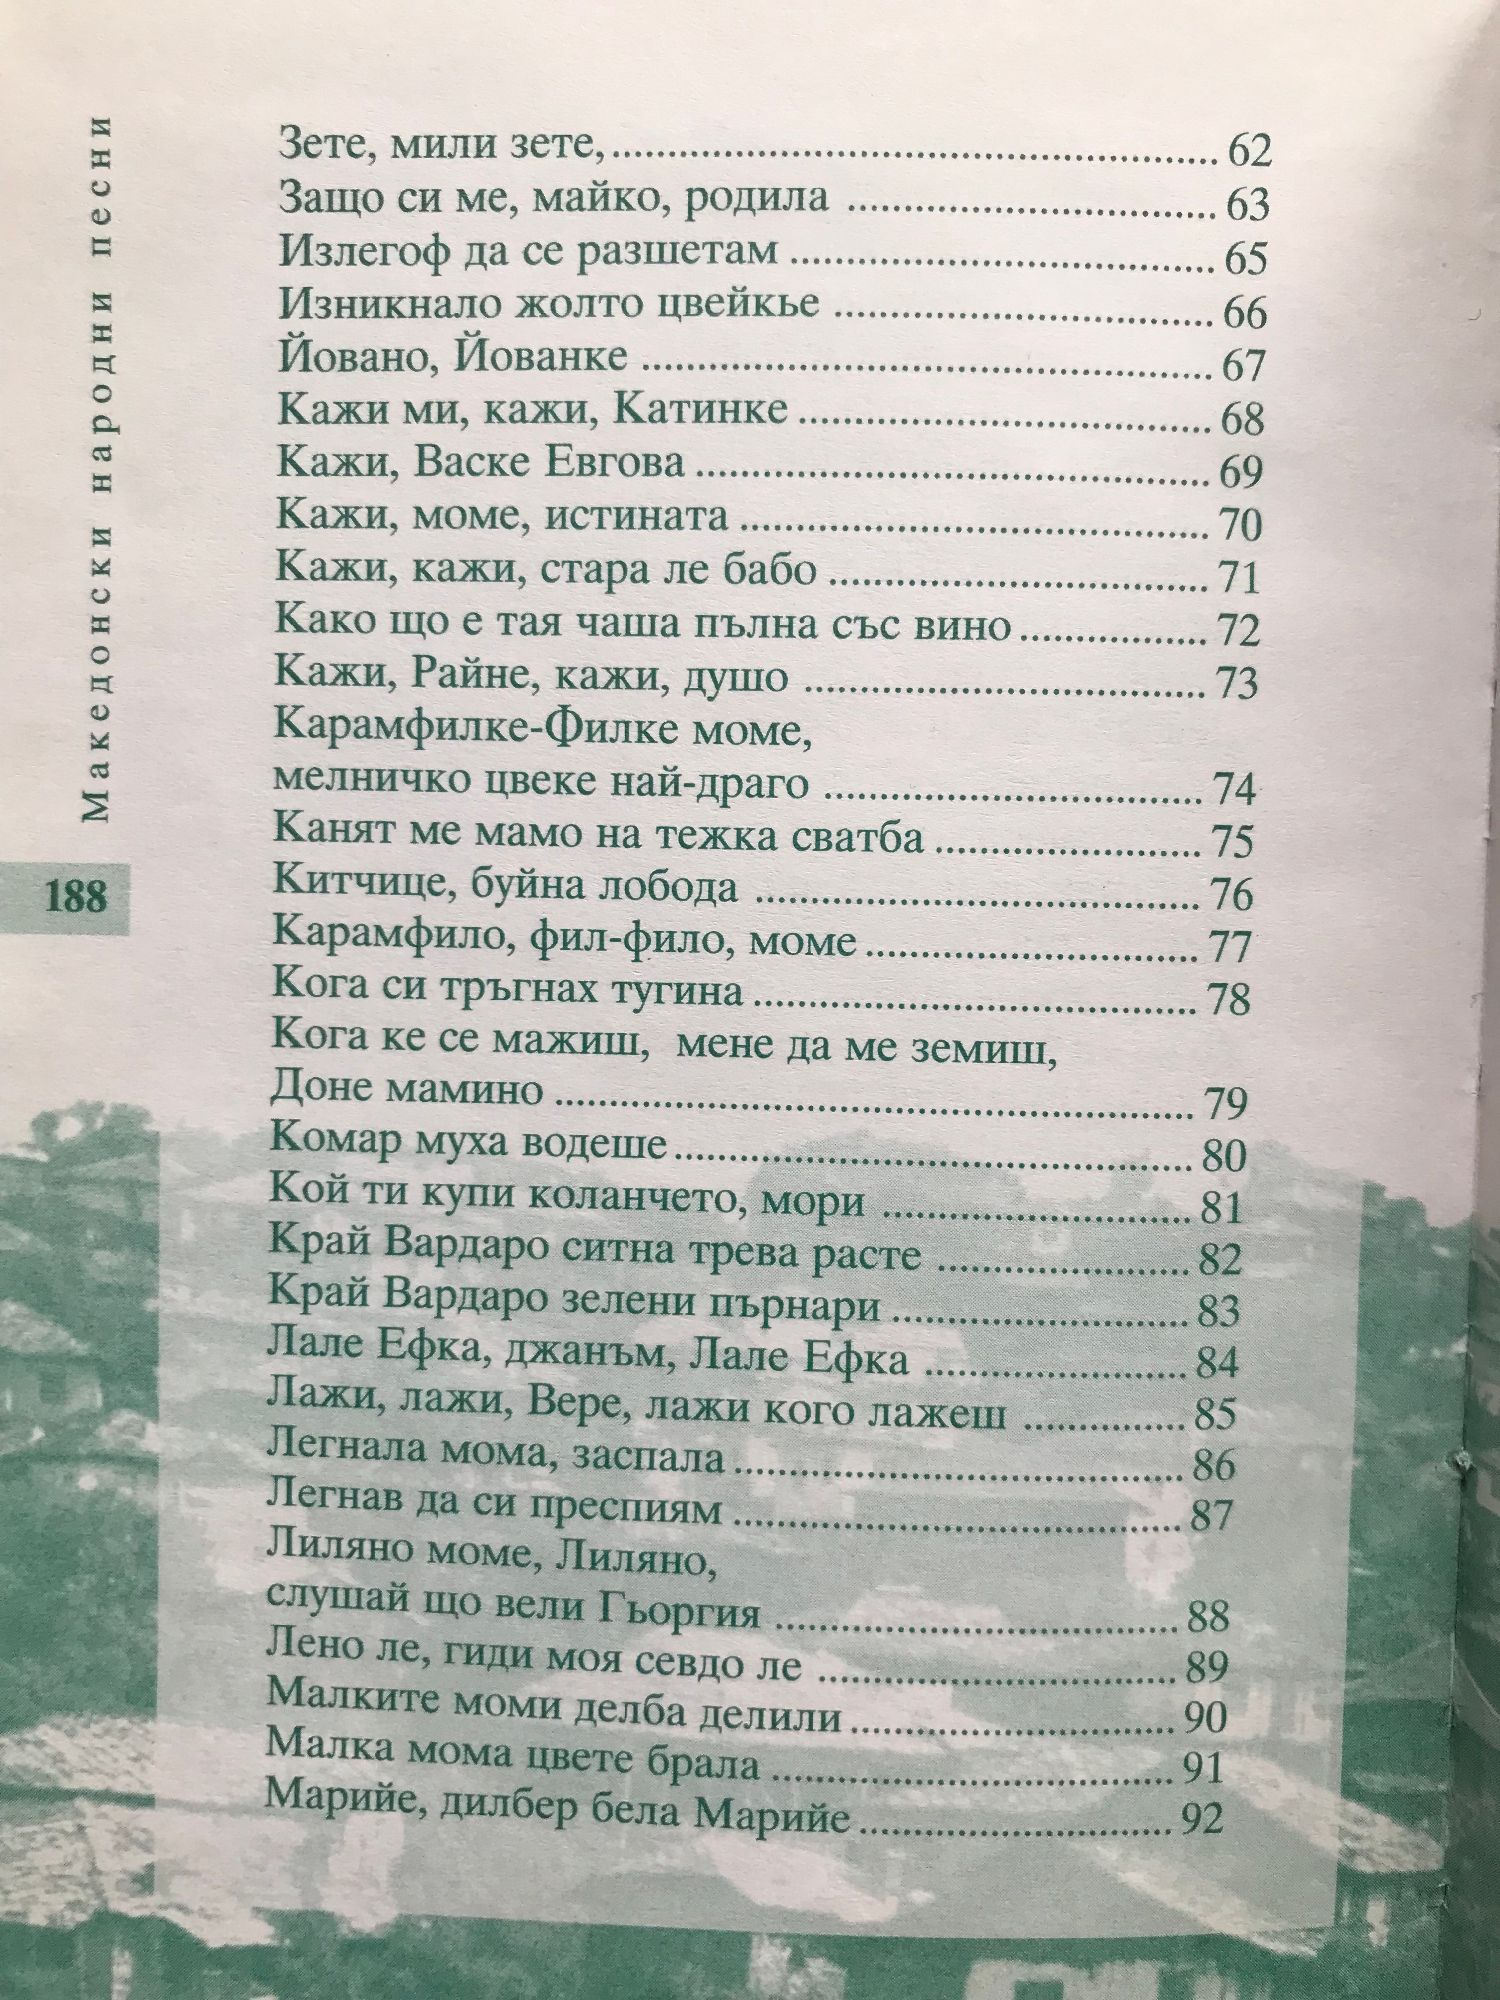 Македонски народни песни
188
Зете, мили зете,.......... 62
Защо си ме, майко, родила .......... 63
Излегоф да се разшетам .......... 65
Изникнало жолто цвейкье .......... 66
Йовано, Йованке .......... 67
Кажи ми, кажи, Катинке .......... 68
Кажи, Васке Евгова .......... 69
Кажи, моме, истината .......... 70
Кажи, кажи, стара ле бабо .......... 71
Како що е тая чаша пълна със вино .......... 72
Кажи, Райне, кажи, душо .......... 73
Карамфилке-Филке моме,
мелничко цвеке най-драго .......... 74
Канят ме мамо на тежка сватба .......... 75
Китчице, буйна лобода .......... 76
Карамфило, фил-фило, моме .......... 77
Кога си тръгнах тугина .......... 78
Кога ке се мажиш, мене да ме земиш,
Доне мамино .......... 79
Комар муха водеше .......... 80
Кой ти купи коланчето, мори .......... 81
Край Вардаро ситна трева расте .......... 82
Край Вардаро зелени пърнари .......... 83
Лале Ефка, джанъм, Лале Ефка .......... 84
Лажи, лажи, Вере, лажи кого лажеш .......... 85
Легнала мома, заспала .......... 86
Легнав да си преспиям .......... 87
Лиляно моме, Лиляно,
слушай що вели Гьоргия .......... 88
Лено ле, гиди моя севдо ле .......... 89
Малките моми делба делили .......... 90
Малка мома цвете брала .......... 91
Марийе, дилбер бела Марийе .......... 92